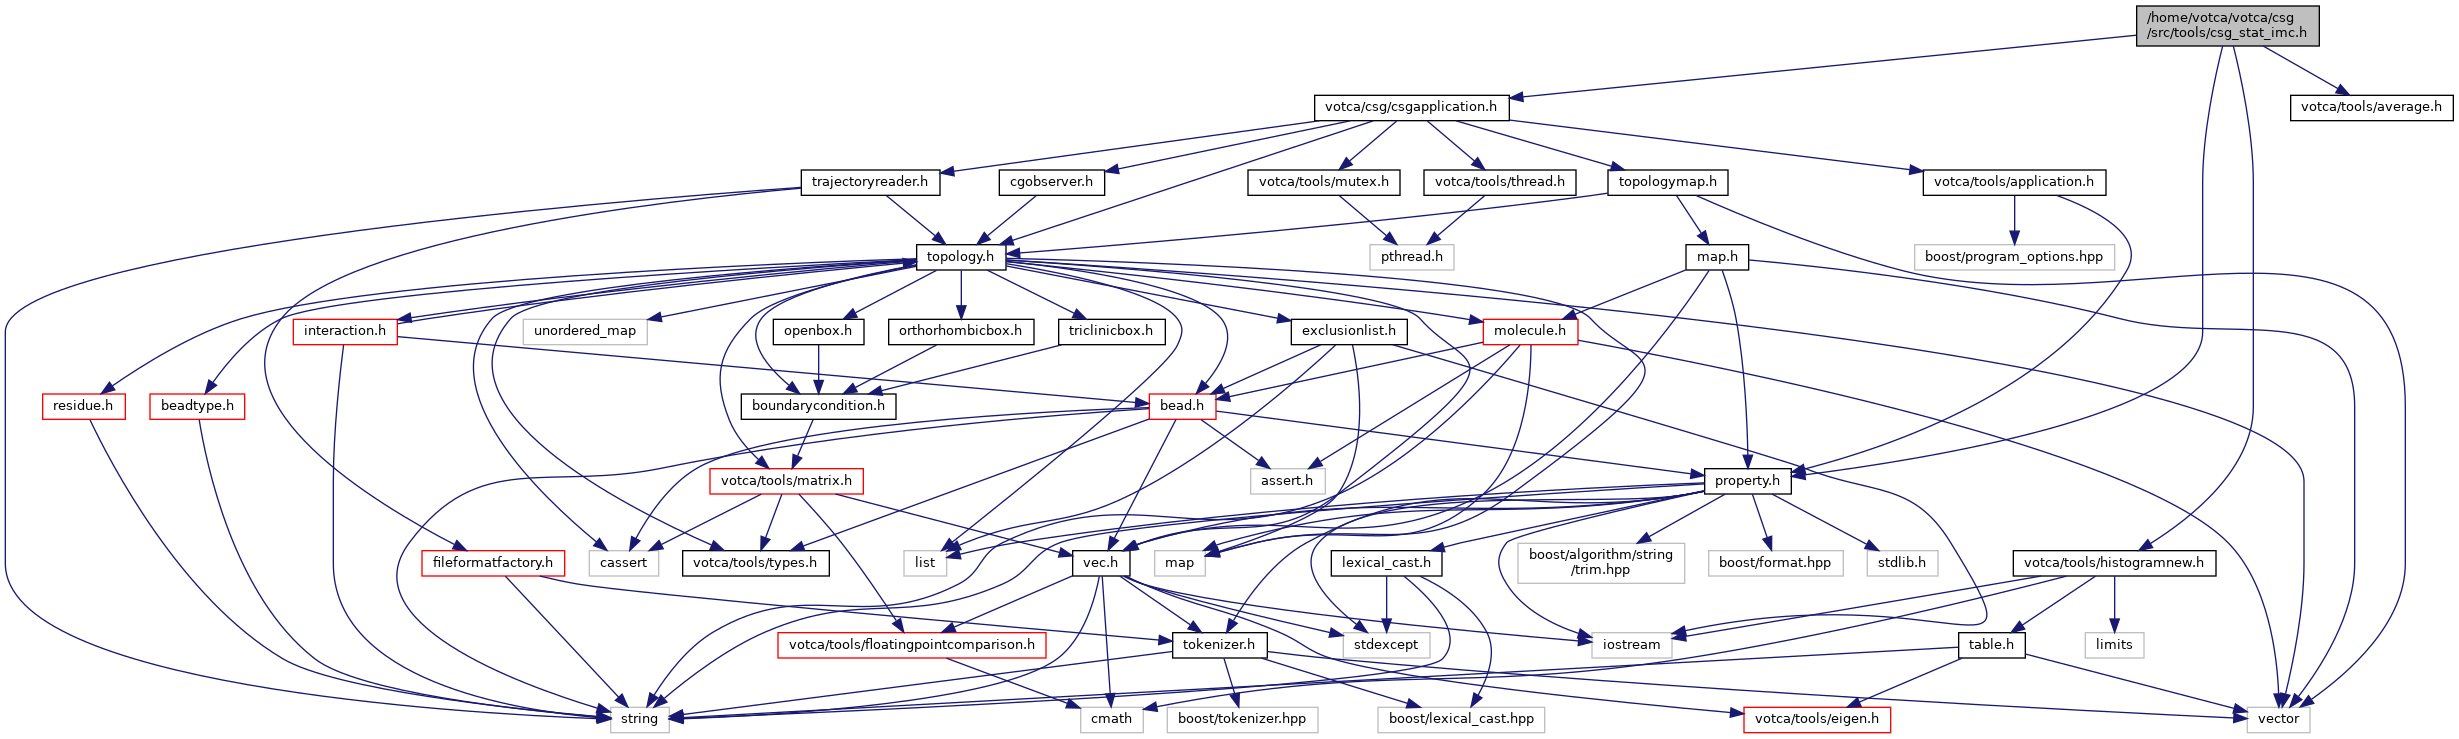 /home/votca/votca/csg
/src/tools/csg_stat_imc.h
votca/csg/csgapplication.h
votca/tools/average.h
trajectoryreader.h
cgobserver.h
votca/tools/mutex.h
votca/tools/thread.h
topologymap.h
votca/tools/application.h
topology.h
pthread.h
map.h
boost/program_options.hpp
interaction.h
unordered_map
openbox.h
orthorhombicbox.h
triclinicbox.h
exclusionlist.h
molecule.h
residue.h
beadtype.h
boundarycondition.h
bead.h
votca/tools/matrix.h
assert.h
property.h
fileformatfactory.h
cassert
votca/tools/types.h
list
vec.h
map
lexical_cast.h
boost/algorithm/string
/trim.hpp
boost/format.hpp
stdlib.h
votca/tools/histogramnew.h
votca/tools/floatingpointcomparison.h
tokenizer.h
stdexcept
iostream
table.h
limits
string
cmath
boost/tokenizer.hpp
boost/lexical_cast.hpp
votca/tools/eigen.h
vector